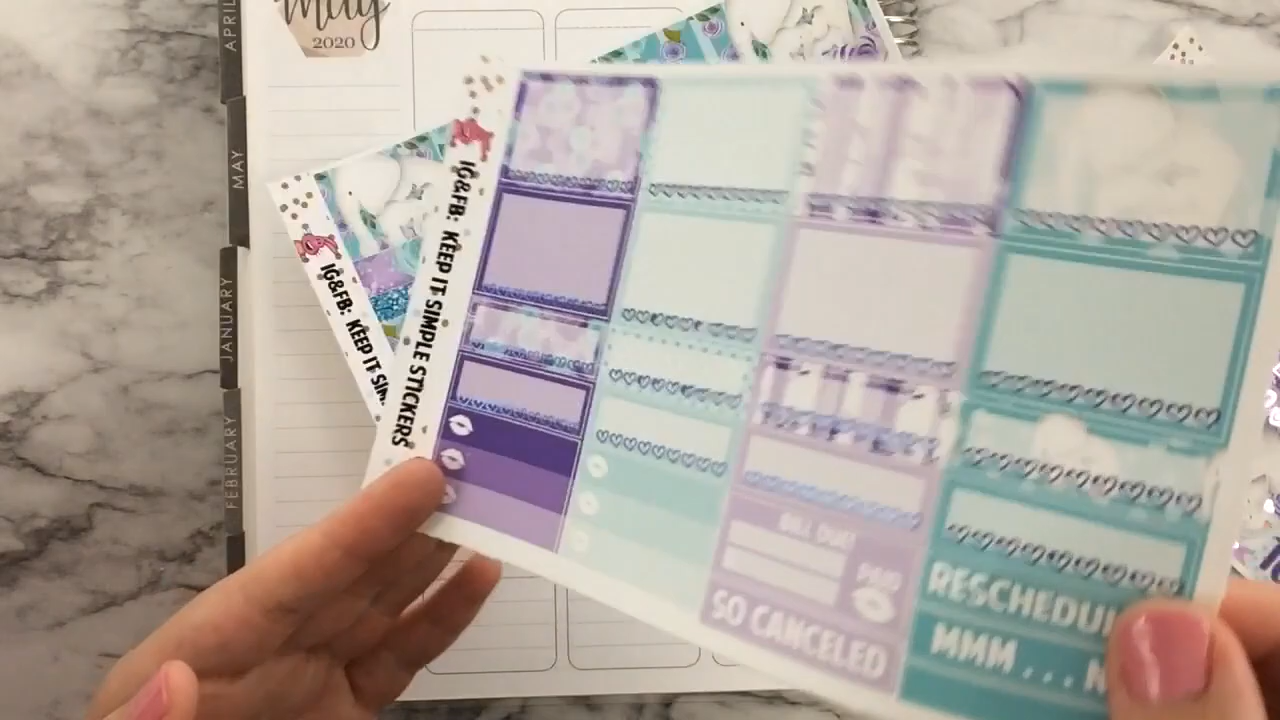 May
2020
APRIL
MAY
JANUARY
FEBRUARY
IG&FB: KEEP IT SIM
IG&FB: KEEP IT SIMPLE STICKERS
BILL DUE!
PAID
SO CANCELED
RESCHEDU
MMM . . . N